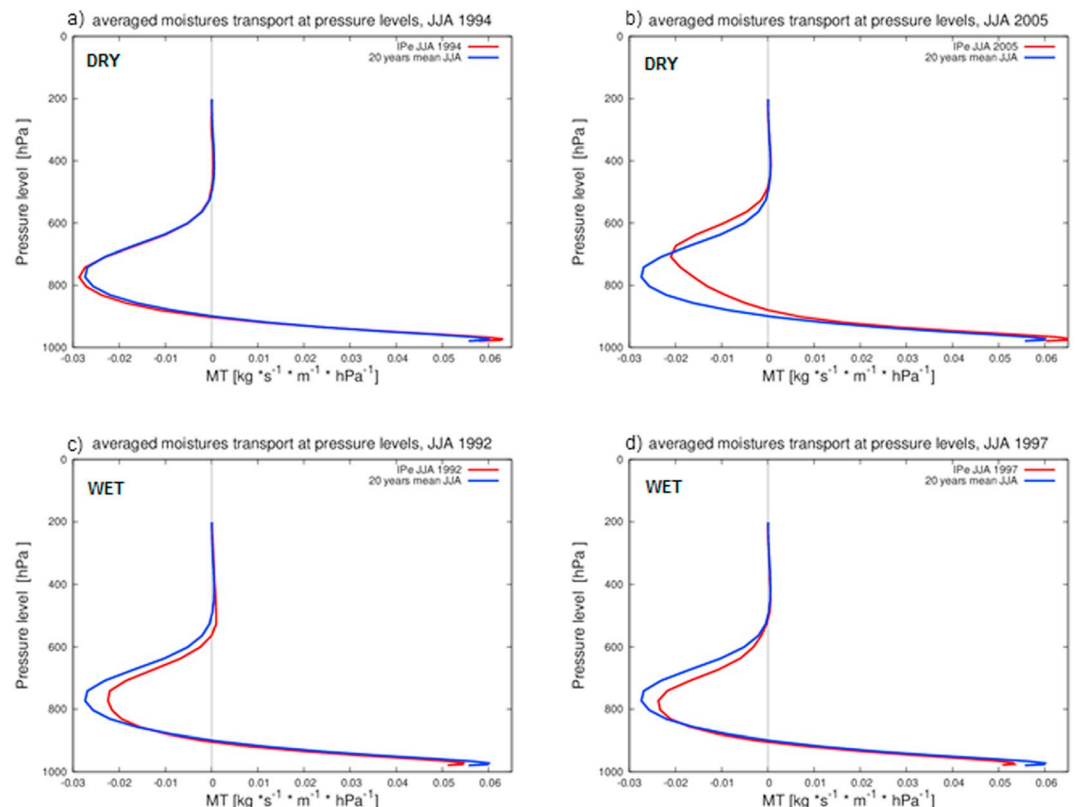 a) averaged moistures transport at pressure levels, JJA 1994
DRY
IPe JJA 1994
20 years mean JJA
0
200
400
600
800
1000
Pressure level [hPa]
-0.03 -0.02 -0.01 0 0.01 0.02 0.03 0.04 0.05 0.06
MT [kg *s⁻¹ * m⁻¹ * hPa⁻¹]
b) averaged moistures transport at pressure levels, JJA 2005
DRY
IPe JJA 2005
20 years mean JJA
0
200
400
600
800
1000
Pressure level [hPa]
-0.03 -0.02 -0.01 0 0.01 0.02 0.03 0.04 0.05 0.06
MT [kg *s⁻¹ * m⁻¹ * hPa⁻¹]
c) averaged moistures transport at pressure levels, JJA 1992
WET
IPe JJA 1992
20 years mean JJA
0
200
400
600
800
1000
Pressure level [hPa]
-0.03 -0.02 -0.01 0 0.01 0.02 0.03 0.04 0.05 0.06
MT [kg *s⁻¹ * m⁻¹ * hPa⁻¹]
d) averaged moistures transport at pressure levels, JJA 1997
WET
IPe JJA 1997
20 years mean JJA
0
200
400
600
800
1000
Pressure level [hPa]
-0.03 -0.02 -0.01 0 0.01 0.02 0.03 0.04 0.05 0.06
MT [kg *s⁻¹ * m⁻¹ * hPa⁻¹]